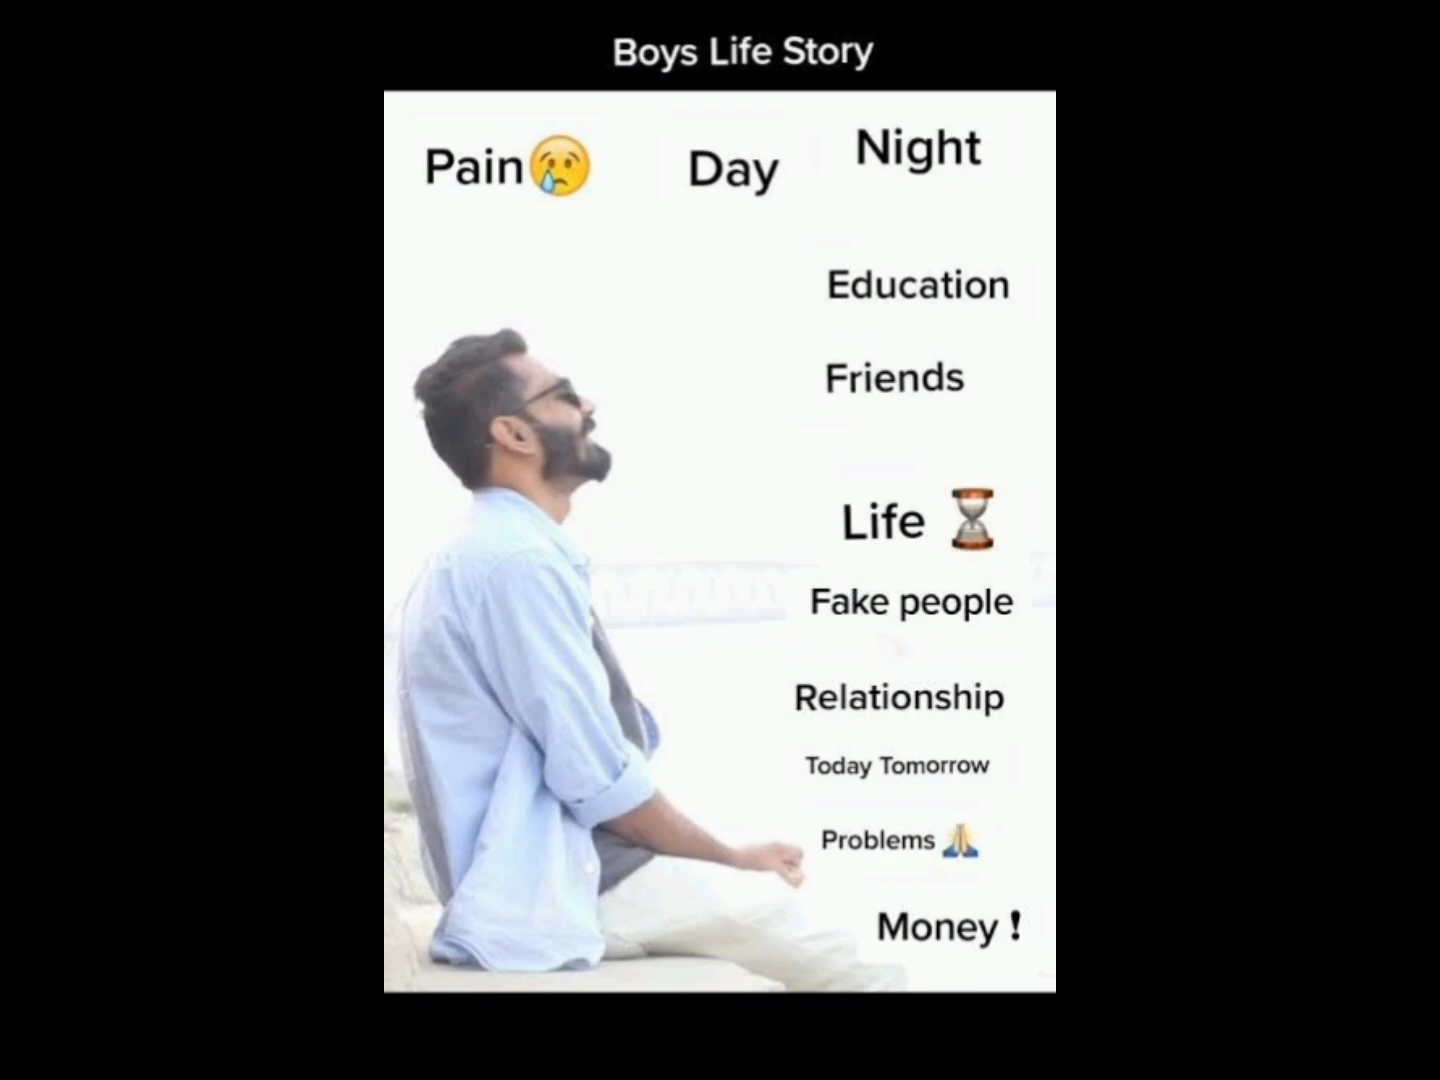 Boys Life Story
Pain😢 Day Night
Education
Friends
Life ⏳
Fake people
Relationship
Today Tomorrow
Problems 🙏
Money❗